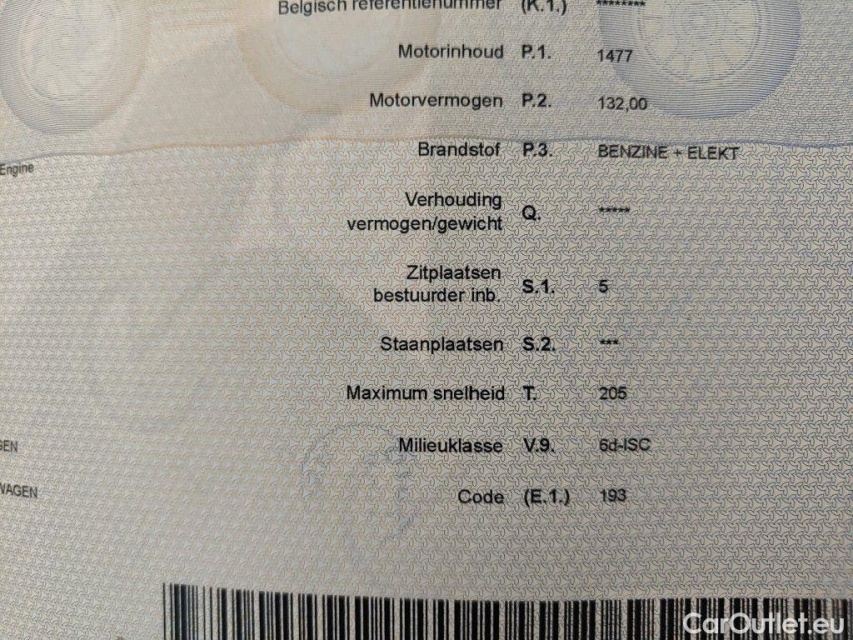 Belgisch referentienummer (K.1.) ********
Motorinhoud P.1. 1477
Motorvermogen P.2. 132,00
Brandstof P.3. BENZINE + ELEKT
Engine
Verhouding
vermogen/gewicht Q. *****
Zitplaatsen
bestuurder inb. S.1. 5
Staanplaatsen S.2. ***
Maximum snelheid T. 205
Milieuklasse V.9. 6d-ISC
GEN
WAGEN
Code (E.1.) 193
CarOutlet.eu